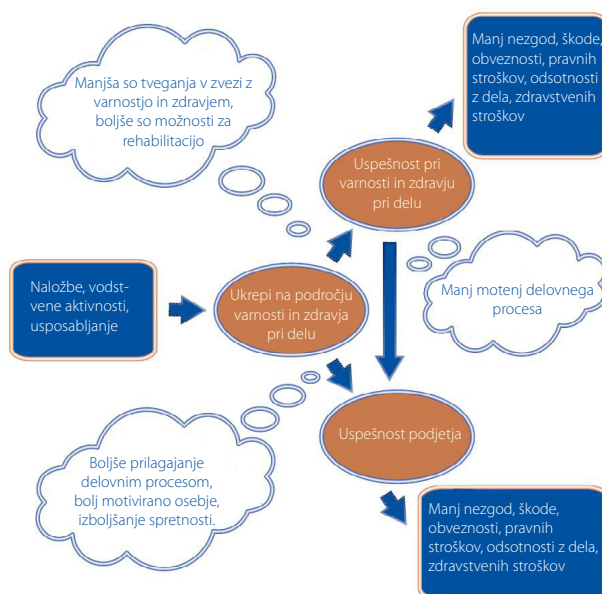 Manjša so tveganja v zvezi z
varnostjo in zdravjem,
boljše so možnosti za
rehabilitacijo
Manj nezgod, škode,
obveznosti, pravnih
stroškov, odsotnosti
z dela, zdravstvenih
stroškov
Uspešnost pri
varnosti in zdravju
pri delu
Naložbe, vodst-
vene aktivnosti,
usposabljanje
Ukrepi na področju
varnosti in zdravja
pri delu
Manj motenj delovnega
procesa
Uspešnost podjetja
Boljše prilagajanje
delovnim procesom,
bolj motivirano osebje,
izboljšanje spretnosti.
Manj nezgod, škode,
obveznosti, pravnih
stroškov, odsotnosti z dela,
zdravstvenih stroškov